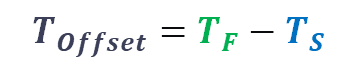 T_Offset = T_F − T_S